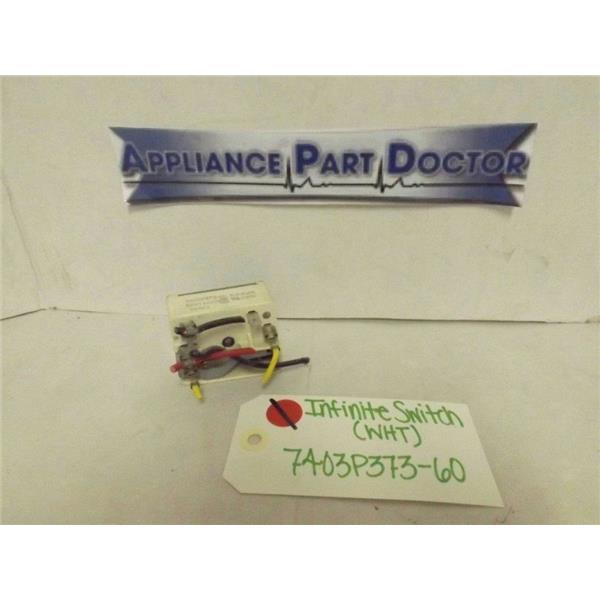 APPLIANCE PART DOCTOR
Infinite Switch
(WHT)
7403P373-60